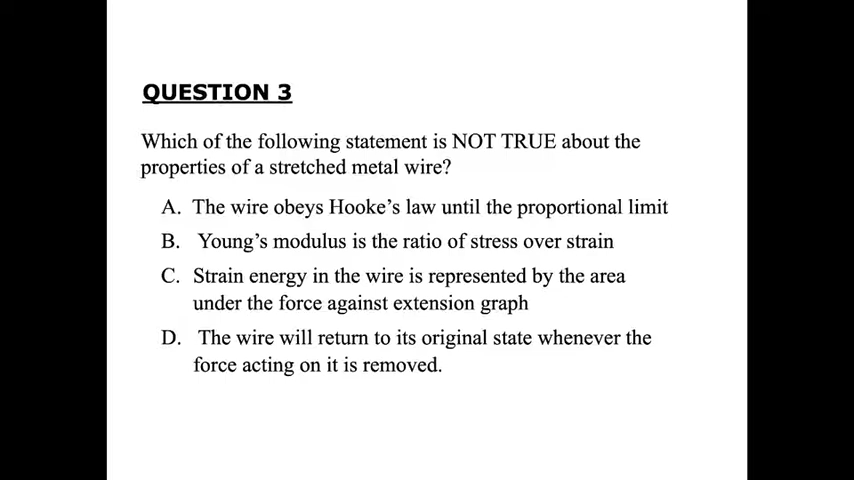 QUESTION 3
Which of the following statement is NOT TRUE about the
properties of a stretched metal wire?
A. The wire obeys Hooke's law until the proportional limit
B. Young's modulus is the ratio of stress over strain
C. Strain energy in the wire is represented by the area
under the force against extension graph
D. The wire will return to its original state whenever the
force acting on it is removed.